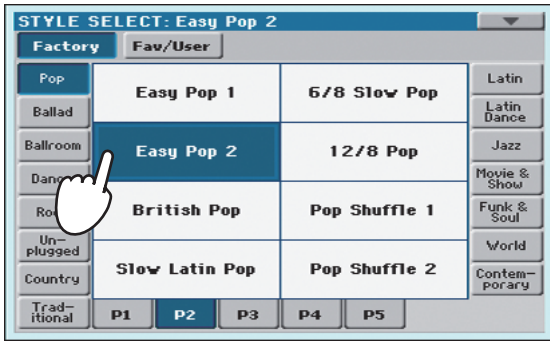 STYLE SELECT: Easy Pop 2
Factory Fav/User
Pop
Ballad
Ballroom
Rock
Un-
plugged
Country
Trad-
itional
Easy Pop 1 6/8 Slow Pop
Easy Pop 2 12/8 Pop
British Pop Pop Shuffle 1
Slow Latin Pop Pop Shuffle 2
Latin
Latin
Dance
Jazz
Movie &
Show
Funk &
Soul
World
Contem-
porary
P1 P2 P3 P4 P5